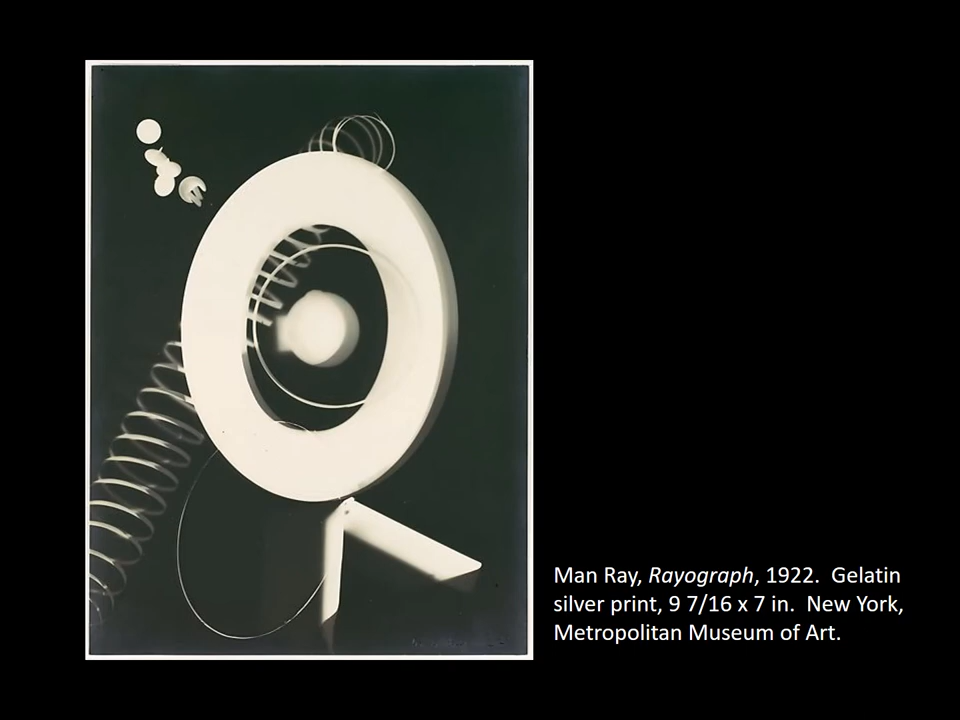 Man Ray, Rayograph, 1922.  Gelatin
silver print, 9 7/16 x 7 in.  New York,
Metropolitan Museum of Art.